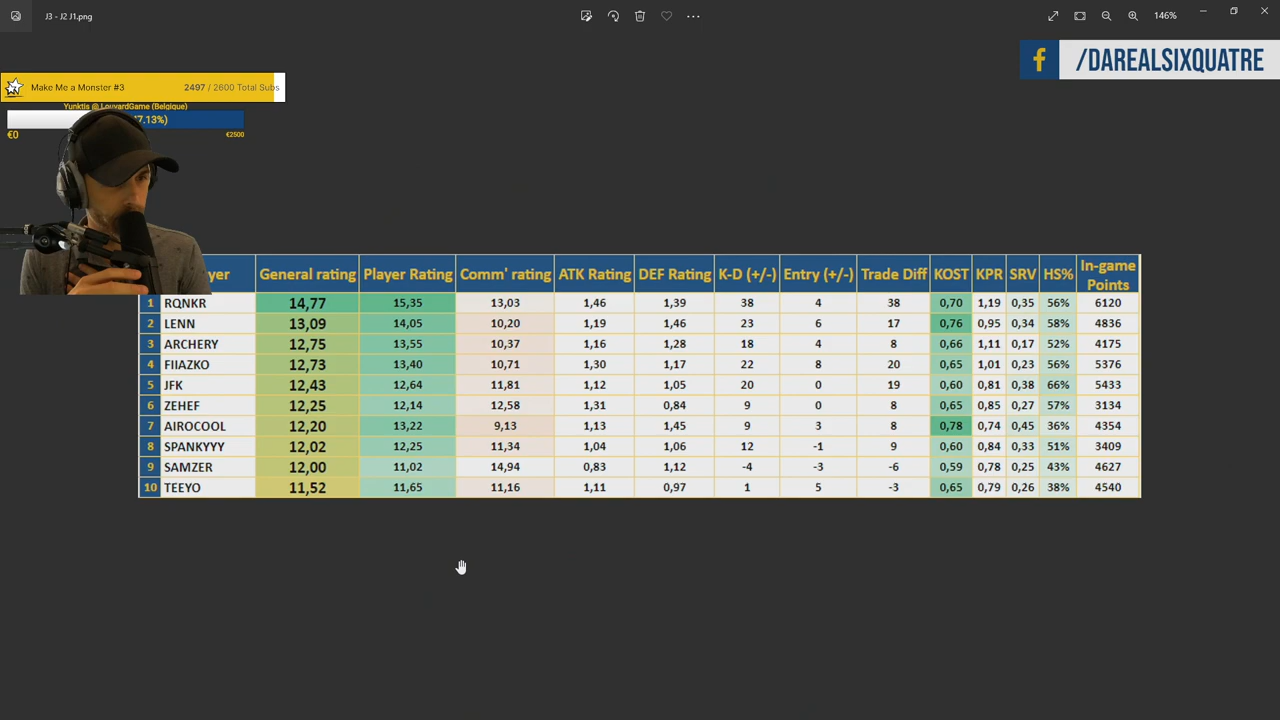 J3 - J2 J1.png
146%
/DAREALSIXQUATRE
Make Me a Monster #3 2497 / 2600 Total Subs
Yunktis @ LouvardGame (Belgique)
7.13%)
€0 €2500
yer General rating Player Rating Comm' rating ATK Rating DEF Rating K-D (+/-) Entry (+/-) Trade Diff KOST KPR SRV HS% In-game Points
1 RQNKR 14,77 15,35 13,03 1,46 1,39 38 4 38 0,70 1,19 0,35 56% 6120
2 LENN 13,09 14,05 10,20 1,19 1,46 23 6 17 0,76 0,95 0,34 58% 4836
3 ARCHERY 12,75 13,55 10,37 1,16 1,28 18 4 8 0,66 1,11 0,17 52% 4175
4 FIIAZKO 12,73 13,40 10,71 1,30 1,17 22 8 20 0,65 1,01 0,23 56% 5376
5 JFK 12,43 12,64 11,81 1,12 1,05 20 0 19 0,60 0,81 0,38 66% 5433
6 ZEHEF 12,25 12,14 12,58 1,31 0,84 9 0 8 0,65 0,85 0,27 57% 3134
7 AIROCOOL 12,20 13,22 9,13 1,13 1,45 9 3 8 0,78 0,74 0,45 36% 4354
8 SPANKYYY 12,02 12,25 11,34 1,04 1,06 12 -1 9 0,60 0,84 0,33 51% 3409
9 SAMZER 12,00 11,02 14,94 0,83 1,12 -4 -3 -6 0,59 0,78 0,25 43% 4627
10 TEEYO 11,52 11,65 11,16 1,11 0,97 1 5 -3 0,65 0,79 0,26 38% 4540